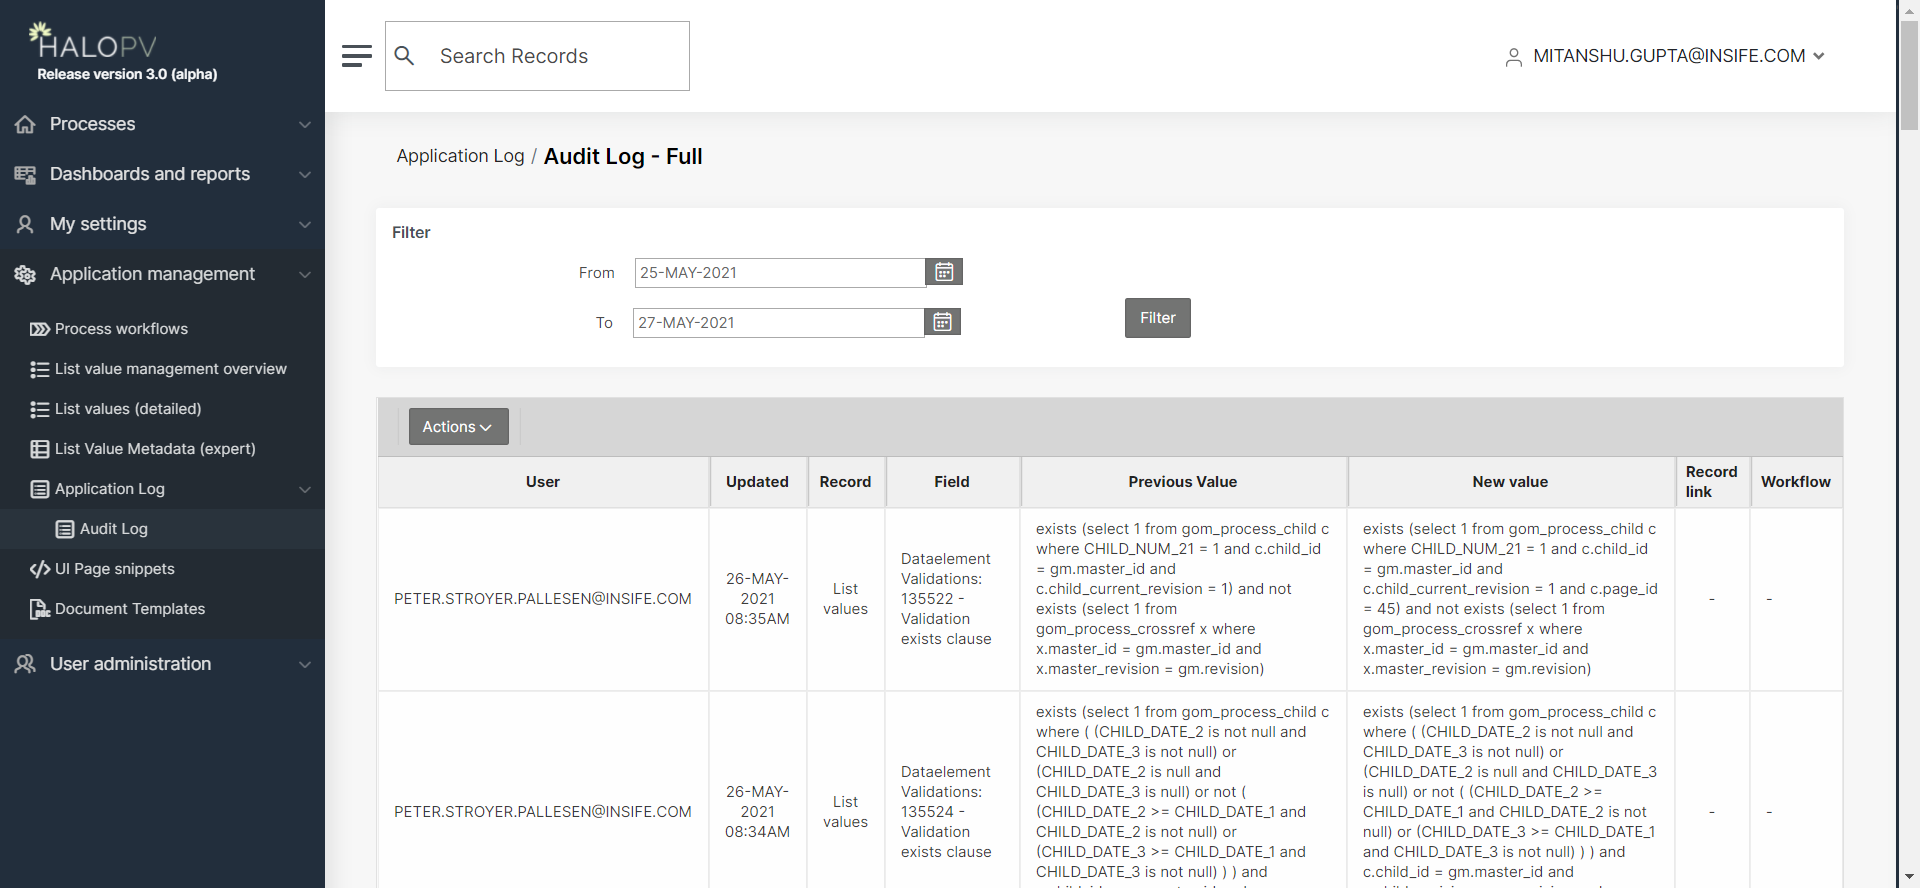 HALOPV
Release version 3.0 (alpha)
Processes
Dashboards and reports
My settings
Application management
Process workflows
List value management overview
List values (detailed)
List Value Metadata (expert)
Application Log
Audit Log
UI Page snippets
Document Templates
User administration
Search Records
MITANSHU.GUPTA@INSIFE.COM
Application Log / Audit Log - Full
Filter
From
25-MAY-2021
To
27-MAY-2021
Filter
Actions
User
Updated
Record
Field
Previous Value
New value
Record
link
Workflow
PETER.STROYER.PALLESEN@INSIFE.COM
26-MAY-
2021
08:35AM
List
values
Dataelement
Validations:
135522 -
Validation
exists clause
exists (select 1 from gom_process_child c
where CHILD_NUM_21 = 1 and c.child_id
= gm.master_id and
c.child_current_revision = 1) and not
exists (select 1 from
gom_process_crossref x where
x.master_id = gm.master_id and
x.master_revision = gm.revision)
exists (select 1 from gom_process_child c
where CHILD_NUM_21 = 1 and c.child_id
= gm.master_id and
c.child_current_revision = 1 and c.page_id
= 45) and not exists (select 1 from
gom_process_crossref x where
x.master_id = gm.master_id and
x.master_revision = gm.revision)
-
-
PETER.STROYER.PALLESEN@INSIFE.COM
26-MAY-
2021
08:34AM
List
values
Dataelement
Validations:
135524 -
Validation
exists clause
exists (select 1 from gom_process_child c
where ( (CHILD_DATE_2 is not null and
CHILD_DATE_3 is not null) or
(CHILD_DATE_2 is null and
CHILD_DATE_3 is null) or not (
(CHILD_DATE_2 >= CHILD_DATE_1 and
CHILD_DATE_2 is not null) or
(CHILD_DATE_3 >= CHILD_DATE_1 and
CHILD_DATE_3 is not null) ) ) and
exists (select 1 from gom_process_child c
where ( (CHILD_DATE_2 is not null and
CHILD_DATE_3 is not null) or
(CHILD_DATE_2 is null and CHILD_DATE_3
is null) or not ( (CHILD_DATE_2 >=
CHILD_DATE_1 and CHILD_DATE_2 is not
null) or (CHILD_DATE_3 >= CHILD_DATE_1
and CHILD_DATE_3 is not null) ) ) and
c.child_id = gm.master_id and
-
-